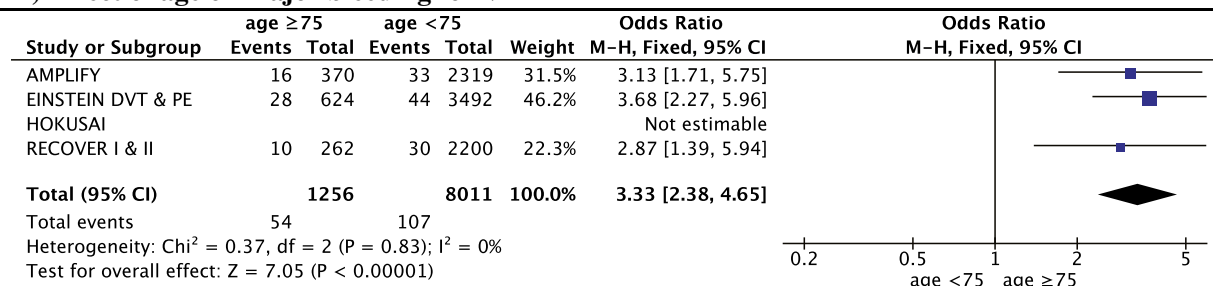 age ≥75 age <75 Odds Ratio Odds Ratio
Study or Subgroup Events Total Events Total Weight M-H, Fixed, 95% CI M-H, Fixed, 95% CI
AMPLIFY 16 370 33 2319 31.5% 3.13 [1.71, 5.75]
EINSTEIN DVT & PE 28 624 44 3492 46.2% 3.68 [2.27, 5.96]
HOKUSAI Not estimable
RECOVER I & II 10 262 30 2200 22.3% 2.87 [1.39, 5.94]
Total (95% CI) 1256 8011 100.0% 3.33 [2.38, 4.65]
Total events 54 107
Heterogeneity: Chi² = 0.37, df = 2 (P = 0.83); I² = 0%
Test for overall effect: Z = 7.05 (P < 0.00001)
0.2 0.5 1 2 5
age <75 age ≥75